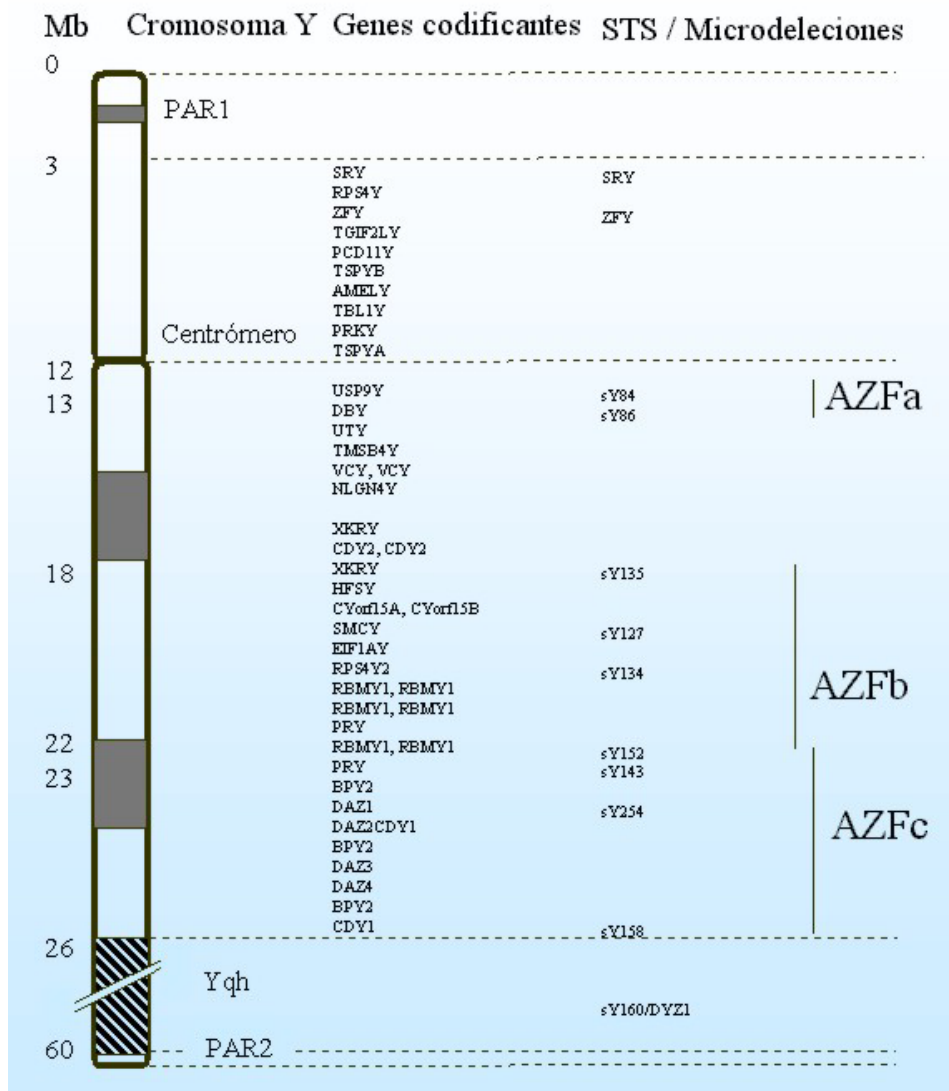 Mb Cromosoma Y Genes codificantes STS / Microdeleciones
0
PAR1
3
SRY SRY
RPS4Y
ZFY ZFY
TGIF2LY
PCD11Y
TSPYB
AMELY
TBL1Y
Centrómero PRKY
TSPYA
12
USP9Y sY84 AZFa
13 DBY sY86
UTY
TMSB4Y
VCY, VCY
NLGN4Y
XKRY
CDY2, CDY2
18 XKRY sY135
HFSY
CYorf15A, CYorf15B
SMCY sY127
EIF1AY
RPS4Y2 sY134
RBMY1, RBMY1 AZFb
RBMY1, RBMY1
PRY
22 RBMY1, RBMY1 sY152
23 PRY sY143
BPY2
DAZ1 sY254
DAZ2CDY1 AZFc
BPY2
DAZ3
DAZ4
BPY2
CDY1 sY158
26
Yqh
sY160/DYZ1
60 PAR2